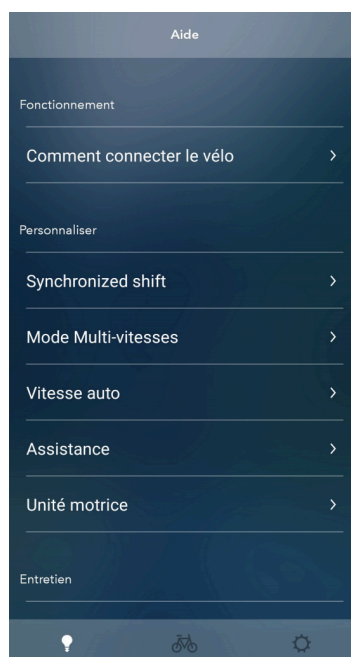 Aide
Fonctionnement
Comment connecter le vélo
Personnaliser
Synchronized shift
Mode Multi-vitesses
Vitesse auto
Assistance
Unité motrice
Entretien